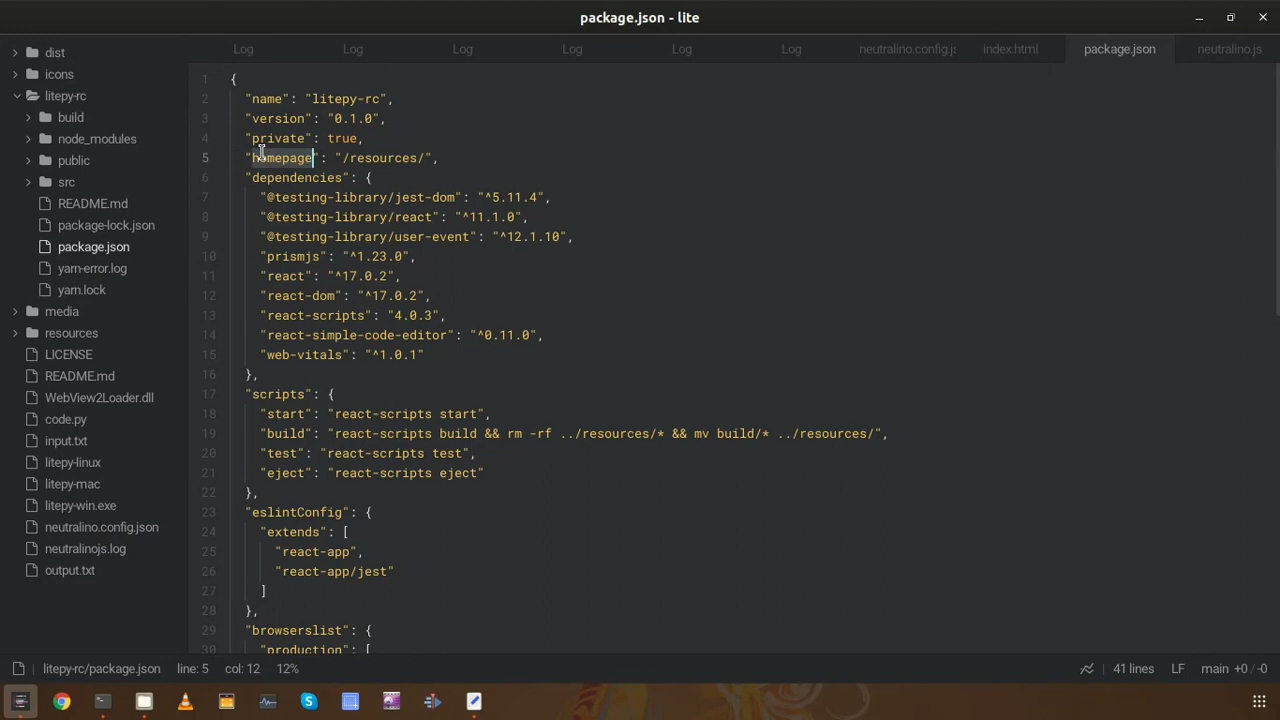 package.json - lite
dist
icons
litepy-rc
build
node_modules
public
src
README.md
package-lock.json
package.json
yarn-error.log
yarn.lock
media
resources
LICENSE
README.md
WebView2Loader.dll
code.py
input.txt
litepy-linux
litepy-mac
litepy-win.exe
neutralino.config.json
neutralinojs.log
output.txt
Log Log Log Log Log Log neutralino.config.js index.html package.json neutralino.js
1 {
2 "name": "litepy-rc",
3 "version": "0.1.0",
4 "private": true,
5 "homepage": "/resources/",
6 "dependencies": {
7 "@testing-library/jest-dom": "^5.11.4",
8 "@testing-library/react": "^11.1.0",
9 "@testing-library/user-event": "^12.1.10",
10 "prismjs": "^1.23.0",
11 "react": "^17.0.2",
12 "react-dom": "^17.0.2",
13 "react-scripts": "4.0.3",
14 "react-simple-code-editor": "^0.11.0",
15 "web-vitals": "^1.0.1"
16 },
17 "scripts": {
18 "start": "react-scripts start",
19 "build": "react-scripts build && rm -rf ../resources/* && mv build/* ../resources/",
20 "test": "react-scripts test",
21 "eject": "react-scripts eject"
22 },
23 "eslintConfig": {
24 "extends": [
25 "react-app",
26 "react-app/jest"
27 ]
28 },
29 "browserslist": {
30 "production": [
litepy-rc/package.json line: 5 col: 12 12% 41 lines LF main +0/-0